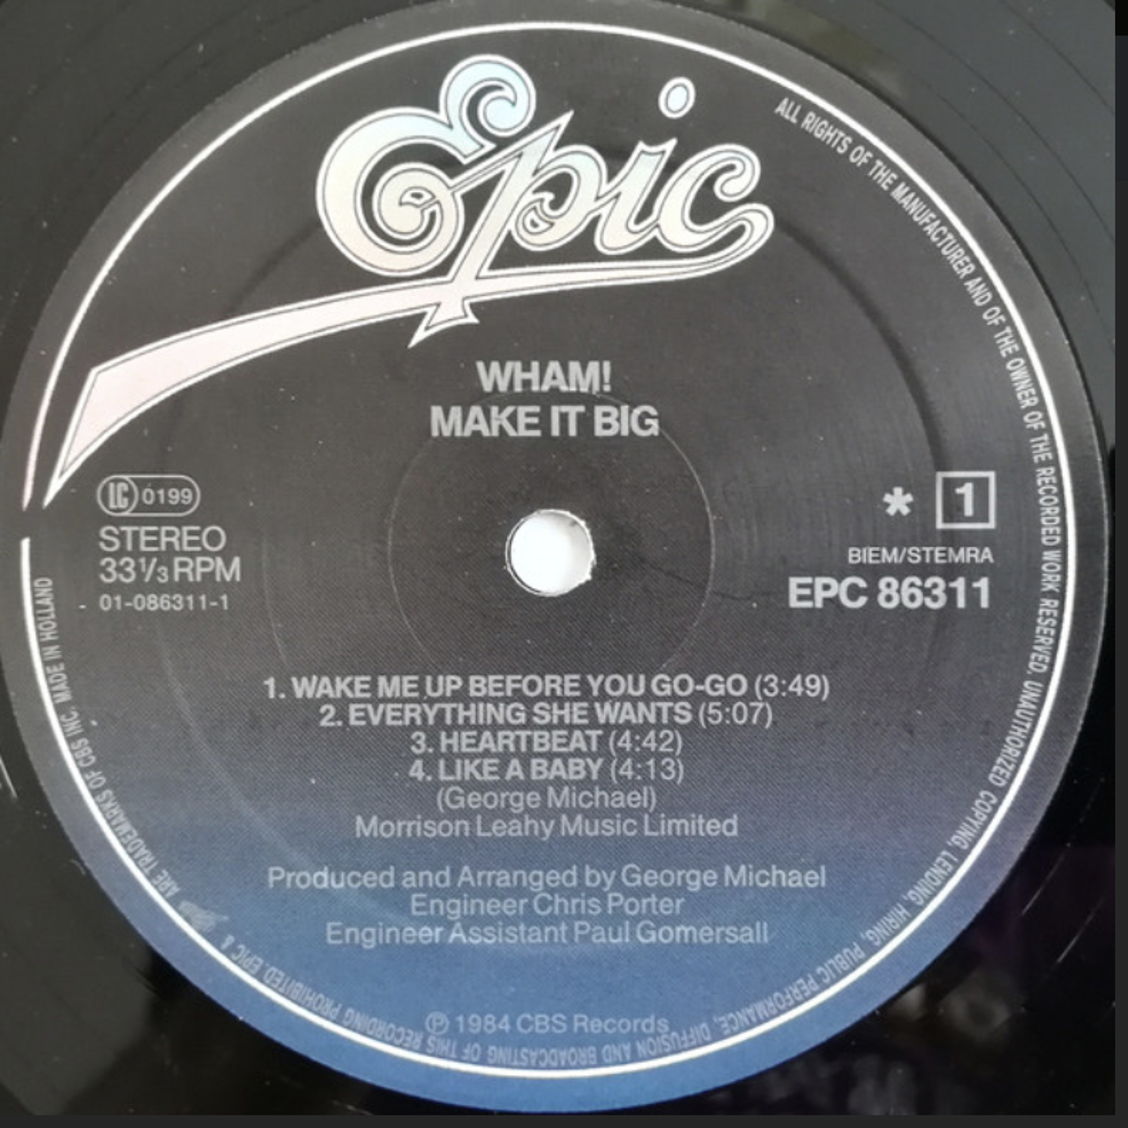 Epic
WHAM!
MAKE IT BIG
LC 0199
STEREO
33⅓ RPM
01-086311-1
* 1
BIEM/STEMRA
EPC 86311
1. WAKE ME UP BEFORE YOU GO-GO (3:49)
2. EVERYTHING SHE WANTS (5:07)
3. HEARTBEAT (4:42)
4. LIKE A BABY (4:13)
(George Michael)
Morrison Leahy Music Limited
Produced and Arranged by George Michael
Engineer Chris Porter
Engineer Assistant Paul Gomersall
℗ 1984 CBS Records
ALL RIGHTS OF THE MANUFACTURER AND OF THE OWNER OF THE RECORDED WORK RESERVED. UNAUTHORIZED COPYING, LENDING, HIRING, PUBLIC PERFORMANCE, DIFFUSION AND BROADCASTING OF THIS RECORDING PROHIBITED. EPIC & Epic ARE TRADEMARKS OF CBS INC. MADE IN HOLLAND